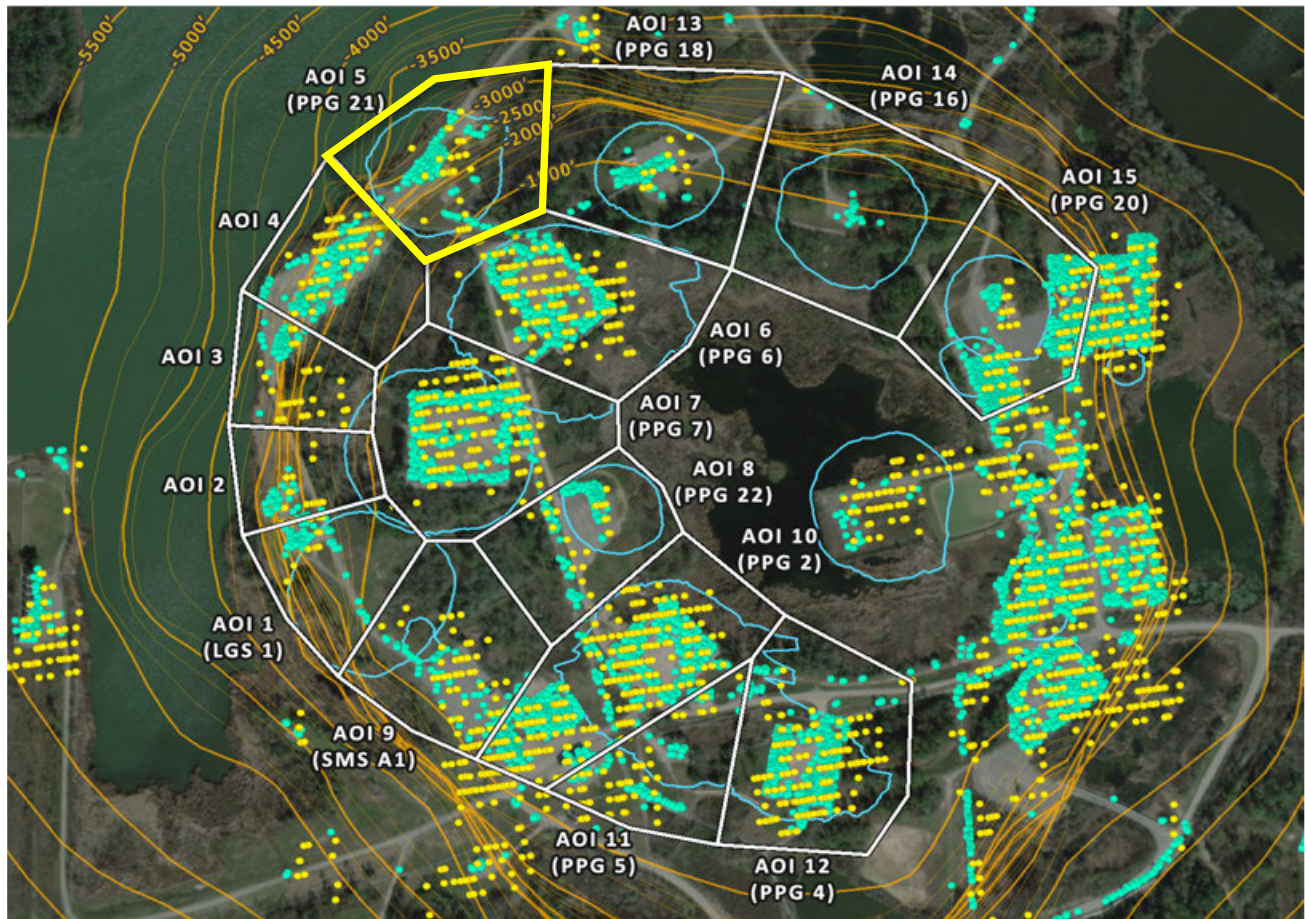 -5500'
-5000'
-4500'
-4000'
-3500'
AOI 13
(PPG 18)
AOI 5
(PPG 21)
-3000'
-2500
-2000'
AOI 14
(PPG 16)
AOI 15
(PPG 20)
AOI 4
AOI 3
AOI 6
(PPG 6)
AOI 7
(PPG 7)
AOI 8
(PPG 22)
AOI 2
AOI 10
(PPG 2)
AOI 1
(LGS 1)
AOI 9
(SMS A1)
AOI 11
(PPG 5)
AOI 12
(PPG 4)